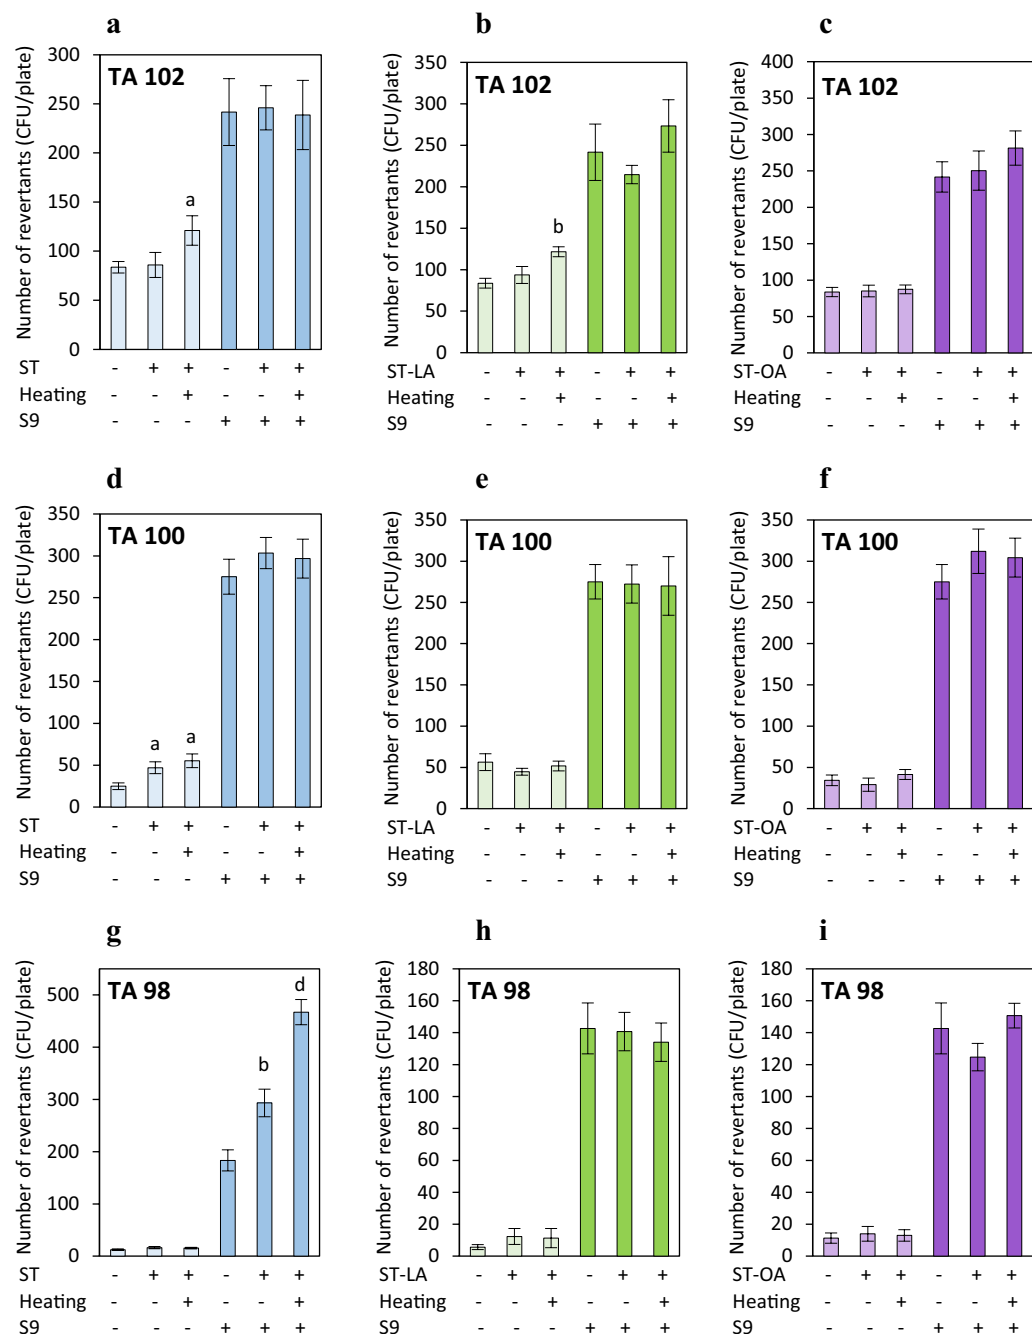 a
TA 102
Number of revertants (CFU/plate)
300
250
200
150
100
50
0
a
ST - + + - + +
Heating - - + - - +
S9 - - - + + +
b
TA 102
Number of revertants (CFU/plate)
350
300
250
200
150
100
50
0
b
ST-LA - + + - + +
Heating - - + - - +
S9 - - - + + +
c
TA 102
Number of revertants (CFU/plate)
400
350
300
250
200
150
100
50
0
ST-OA - + + - + +
Heating - - + - - +
S9 - - - + + +
d
TA 100
Number of revertants (CFU/plate)
350
300
250
200
150
100
50
0
a a
ST - + + - + +
Heating - - + - - +
S9 - - - + + +
e
TA 100
Number of revertants (CFU/plate)
350
300
250
200
150
100
50
0
ST-LA - + + - + +
Heating - - + - - +
S9 - - - + + +
f
TA 100
Number of revertants (CFU/plate)
350
300
250
200
150
100
50
0
ST-OA - + + - + +
Heating - - + - - +
S9 - - - + + +
g
TA 98
Number of revertants (CFU/plate)
500
400
300
200
100
0
b d
ST - + + - + +
Heating - - + - - +
S9 - - - + + +
h
TA 98
Number of revertants (CFU/plate)
180
160
140
120
100
80
60
40
20
0
ST-LA - + + - + +
Heating - - + - - +
S9 - - - + + +
i
TA 98
Number of revertants (CFU/plate)
180
160
140
120
100
80
60
40
20
0
ST-OA - + + - + +
Heating - - + - - +
S9 - - - + + +